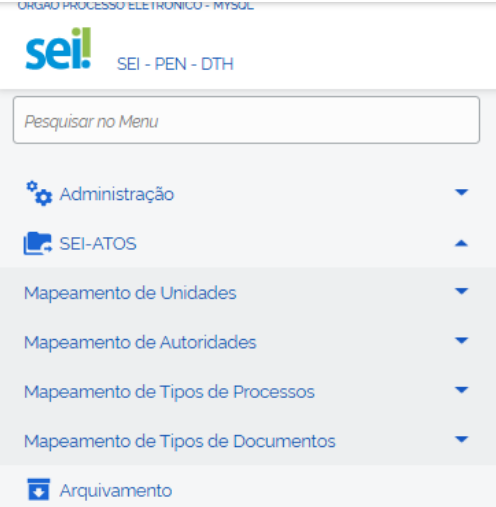 ÓRGÃO PROCESSO ELETRÔNICO - MYSQL
sei!
SEI - PEN - DTH
Pesquisar no Menu
Administração
SEI-ATOS
Mapeamento de Unidades
Mapeamento de Autoridades
Mapeamento de Tipos de Processos
Mapeamento de Tipos de Documentos
Arquivamento